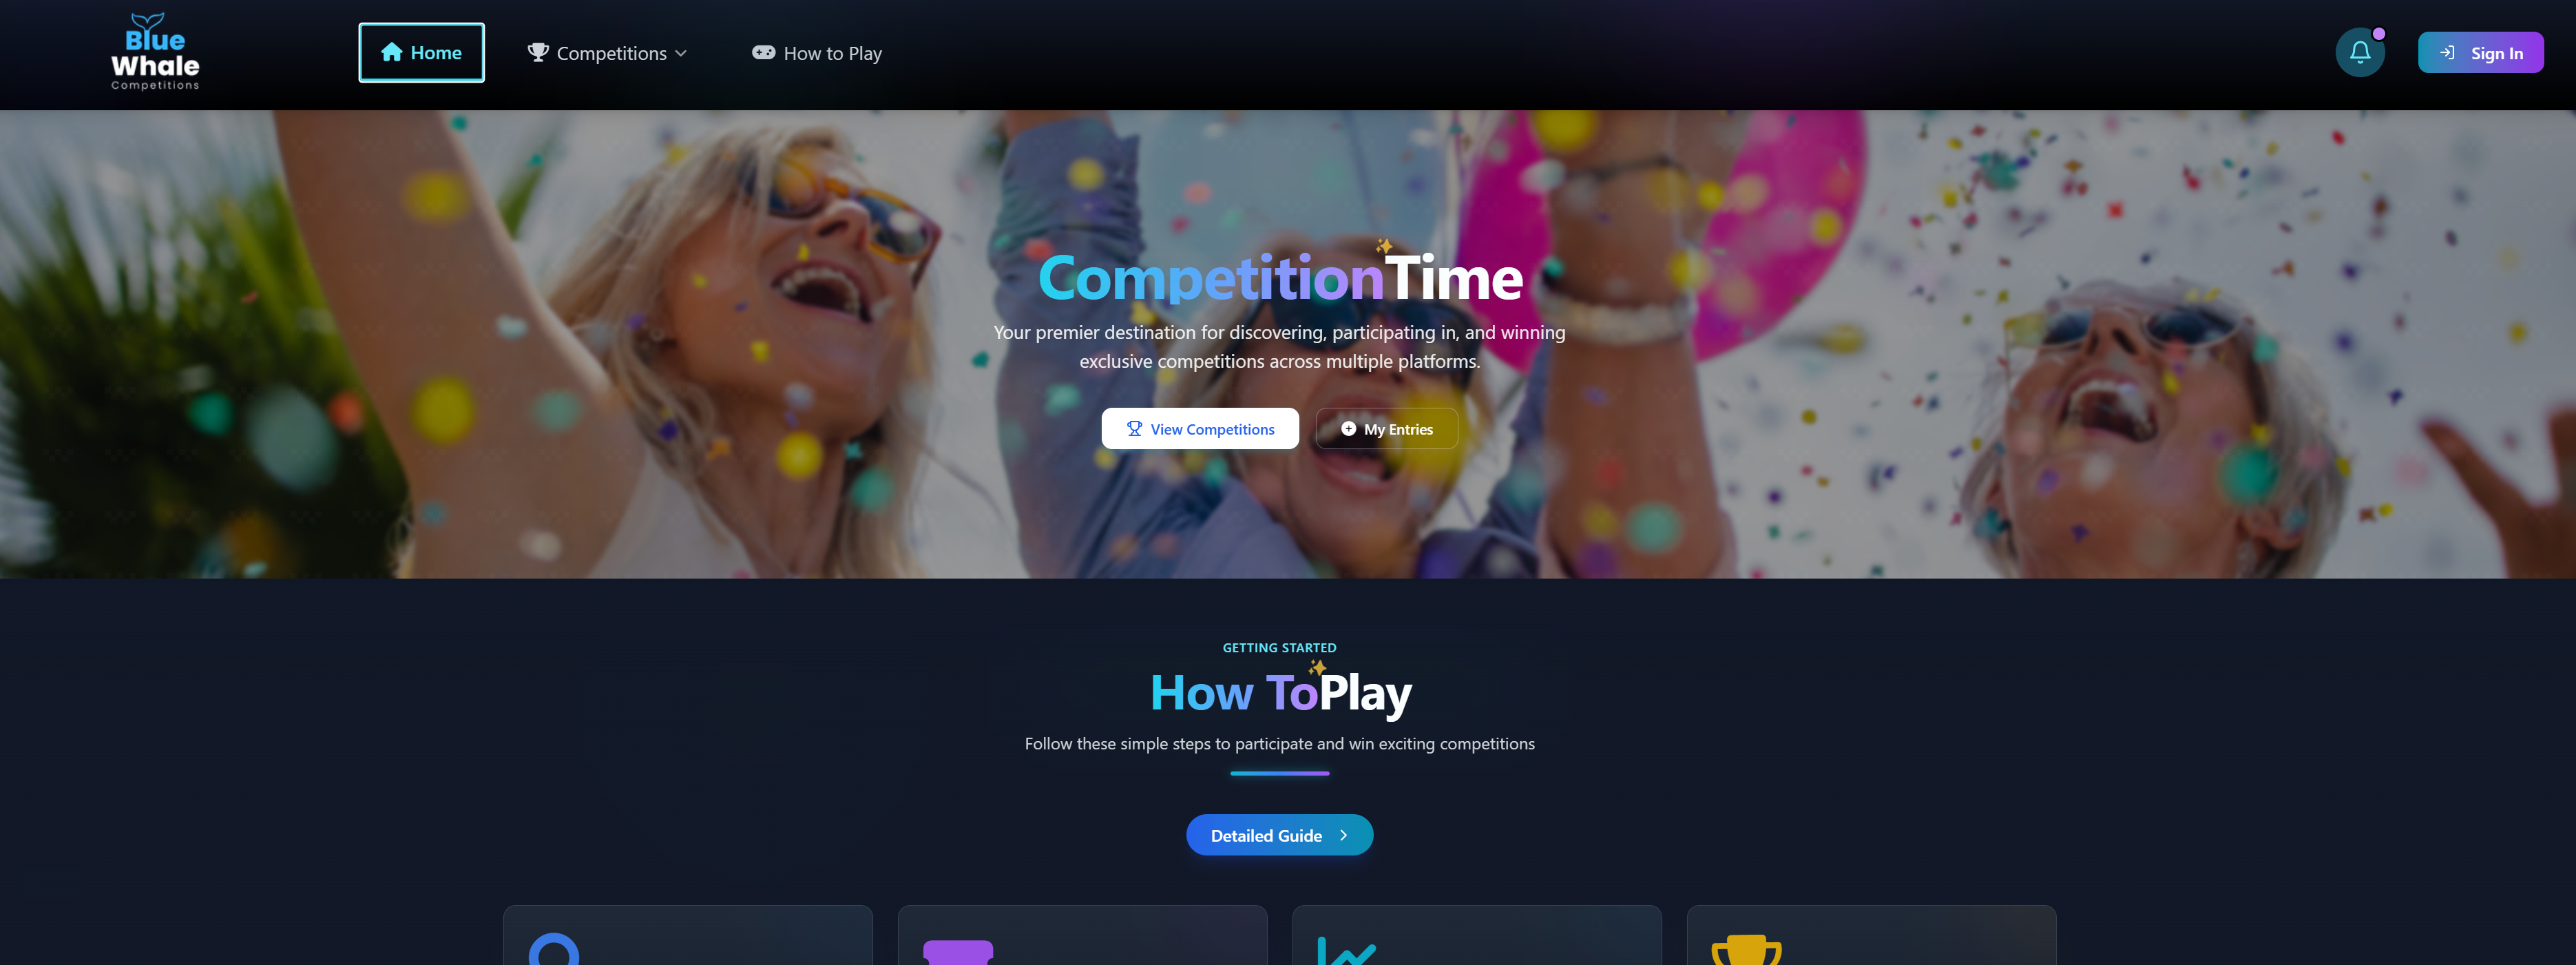 Blue
Whale
Competitions
Home
Competitions
How to Play
Sign In
CompetitionTime
Your premier destination for discovering, participating in, and winning
exclusive competitions across multiple platforms.
View Competitions
My Entries
GETTING STARTED
How ToPlay
Follow these simple steps to participate and win exciting competitions
Detailed Guide